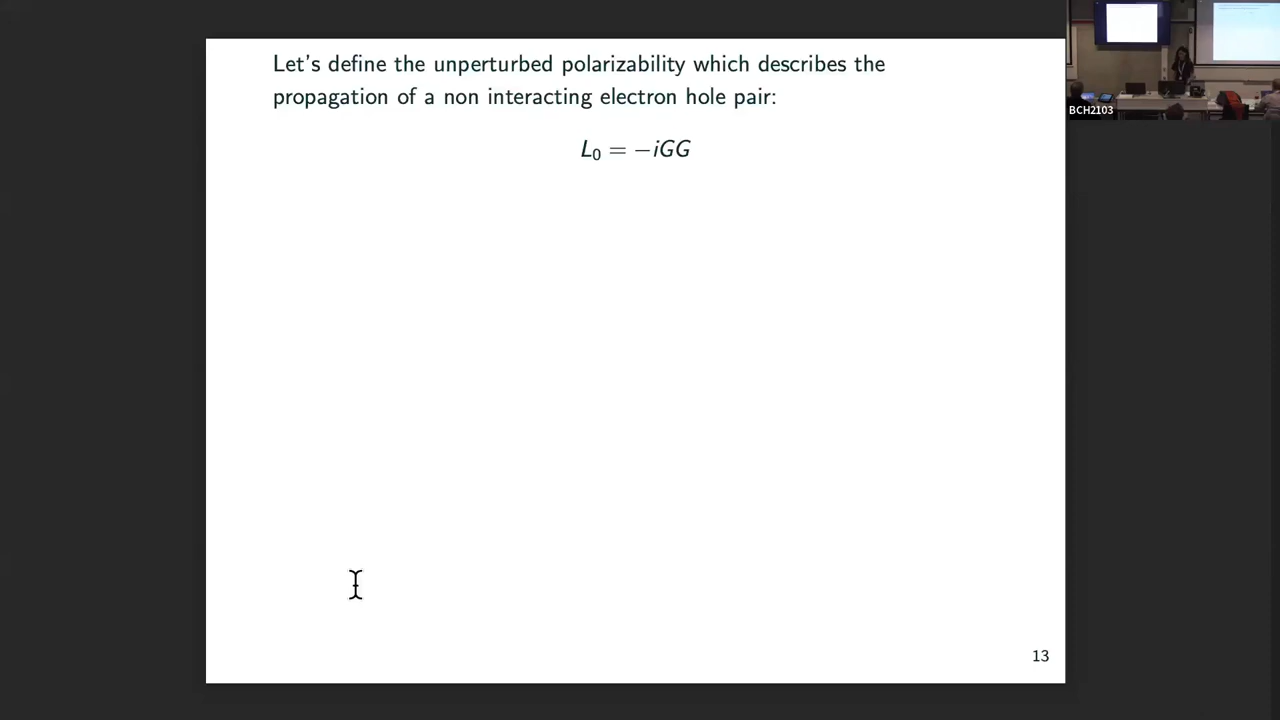 Let's define the unperturbed polarizability which describes the
propagation of a non interacting electron hole pair:
L₀ = −iGG
13
BCH2103